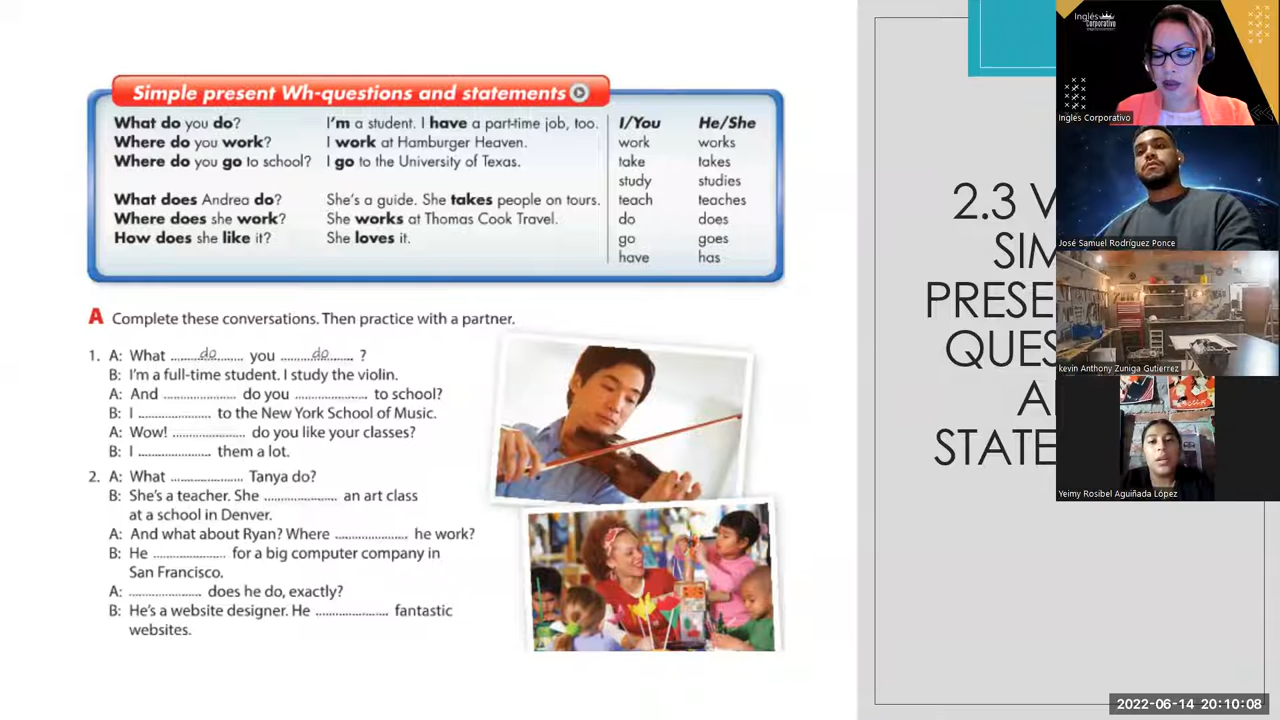 Simple present Wh-questions and statements
What do you do? I'm a student. I have a part-time job, too. I/You He/She
Where do you work? I work at Hamburger Heaven. work works
Where do you go to school? I go to the University of Texas. take takes
study studies
What does Andrea do? She's a guide. She takes people on tours. teach teaches
Where does she work? She works at Thomas Cook Travel. do does
How does she like it? She loves it. go goes
have has
A Complete these conversations. Then practice with a partner.
1. A: What ....do.... you ....do.... ?
B: I'm a full-time student. I study the violin.
A: And .................. do you .................. to school?
B: I .................. to the New York School of Music.
A: Wow! .................. do you like your classes?
B: I .................. them a lot.
2. A: What .................. Tanya do?
B: She's a teacher. She .................. an art class
at a school in Denver.
A: And what about Ryan? Where .................. he work?
B: He .................. for a big computer company in
San Francisco.
A: .................. does he do, exactly?
B: He's a website designer. He .................. fantastic
websites.
2.3
SIM
PRESE
QUES
A
STATE
Inglés
Corporativo
Inglés Corporativo
José Samuel Rodríguez Ponce
kevin Anthony Zuniga Gutierrez
Yeimy Rosibel Aguiñada López
2022-06-14 20:10:08